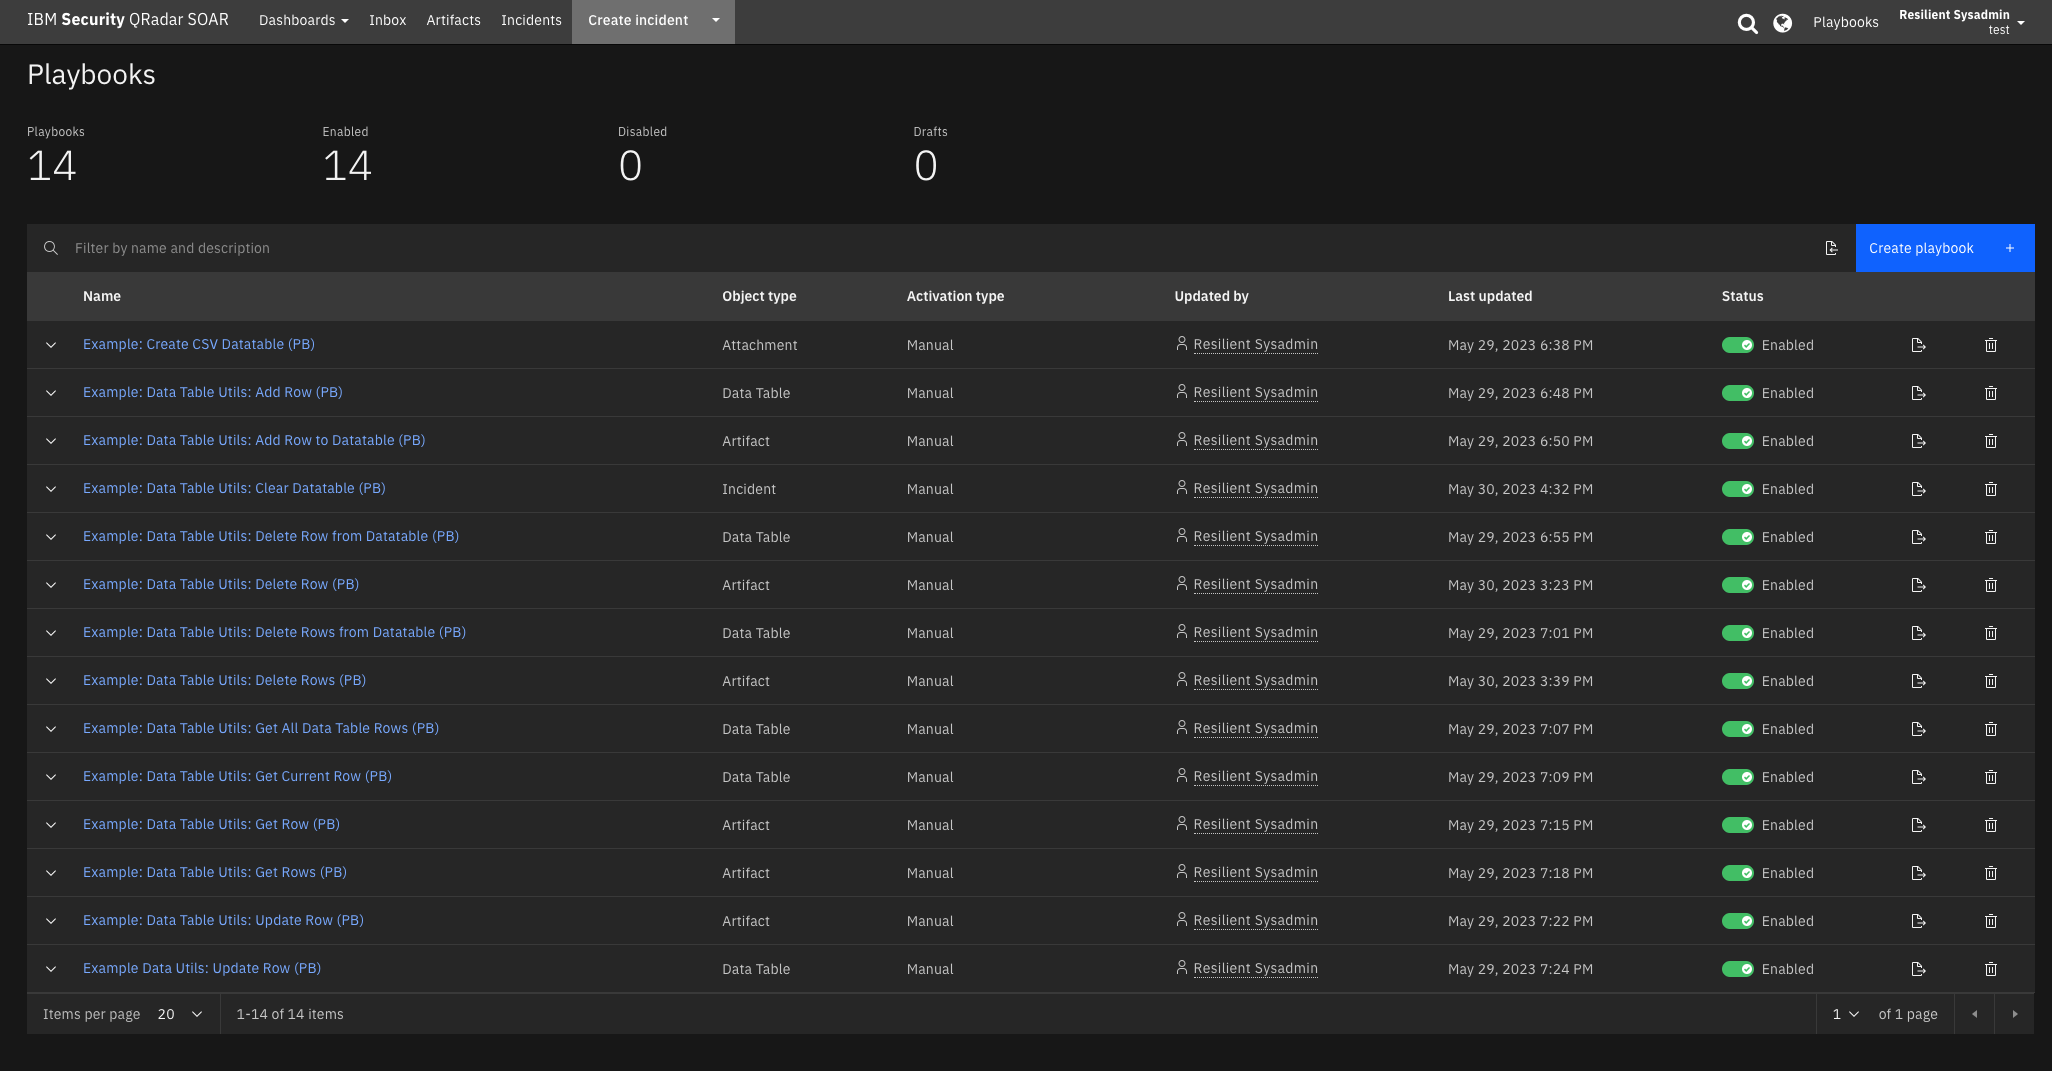 IBM Security QRadar SOAR Dashboards Inbox Artifacts Incidents Create incident Playbooks Resilient Sysadmin
test
Playbooks
Playbooks Enabled Disabled Drafts
14 14 0 0
Filter by name and description Create playbook +
Name Object type Activation type Updated by Last updated Status
Example: Create CSV Datatable (PB) Attachment Manual Resilient Sysadmin May 29, 2023 6:38 PM Enabled
Example: Data Table Utils: Add Row (PB) Data Table Manual Resilient Sysadmin May 29, 2023 6:48 PM Enabled
Example: Data Table Utils: Add Row to Datatable (PB) Artifact Manual Resilient Sysadmin May 29, 2023 6:50 PM Enabled
Example: Data Table Utils: Clear Datatable (PB) Incident Manual Resilient Sysadmin May 30, 2023 4:32 PM Enabled
Example: Data Table Utils: Delete Row from Datatable (PB) Data Table Manual Resilient Sysadmin May 29, 2023 6:55 PM Enabled
Example: Data Table Utils: Delete Row (PB) Artifact Manual Resilient Sysadmin May 30, 2023 3:23 PM Enabled
Example: Data Table Utils: Delete Rows from Datatable (PB) Data Table Manual Resilient Sysadmin May 29, 2023 7:01 PM Enabled
Example: Data Table Utils: Delete Rows (PB) Artifact Manual Resilient Sysadmin May 30, 2023 3:39 PM Enabled
Example: Data Table Utils: Get All Data Table Rows (PB) Data Table Manual Resilient Sysadmin May 29, 2023 7:07 PM Enabled
Example: Data Table Utils: Get Current Row (PB) Data Table Manual Resilient Sysadmin May 29, 2023 7:09 PM Enabled
Example: Data Table Utils: Get Row (PB) Artifact Manual Resilient Sysadmin May 29, 2023 7:15 PM Enabled
Example: Data Table Utils: Get Rows (PB) Artifact Manual Resilient Sysadmin May 29, 2023 7:18 PM Enabled
Example: Data Table Utils: Update Row (PB) Artifact Manual Resilient Sysadmin May 29, 2023 7:22 PM Enabled
Example Data Utils: Update Row (PB) Data Table Manual Resilient Sysadmin May 29, 2023 7:24 PM Enabled
Items per page 20 1-14 of 14 items 1 of 1 page